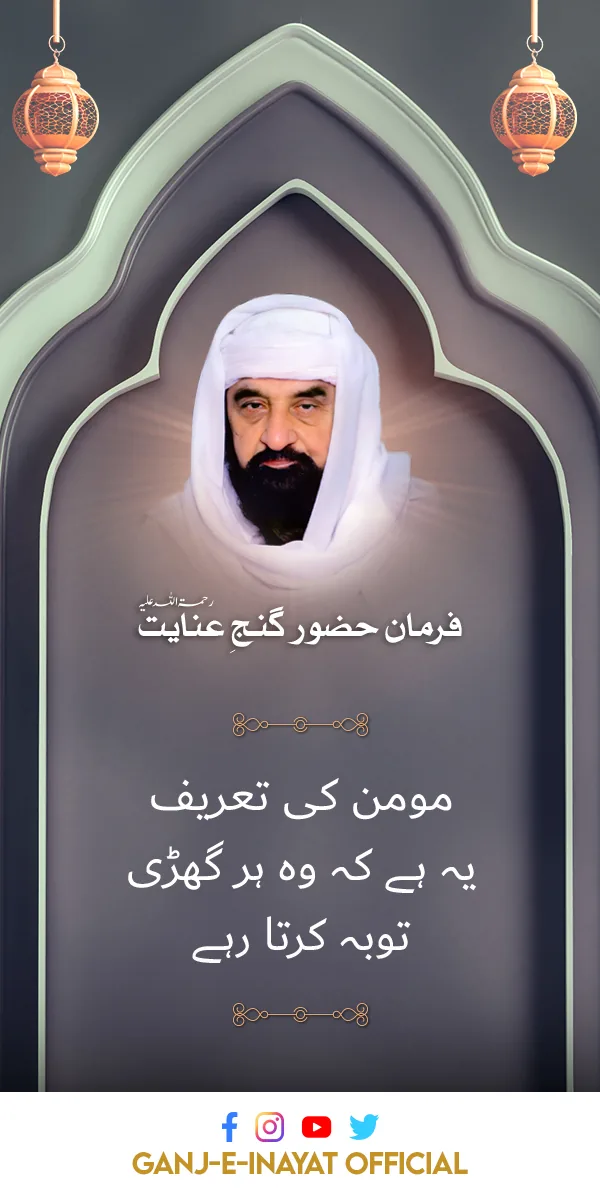 رحمۃ اللہ علیہ
فرمان حضور گنجِ عنایت
مومن کی تعریف
یہ ہے کہ وہ ہر گھڑی
توبہ کرتا رہے
GANJ-E-INAYAT OFFICIAL